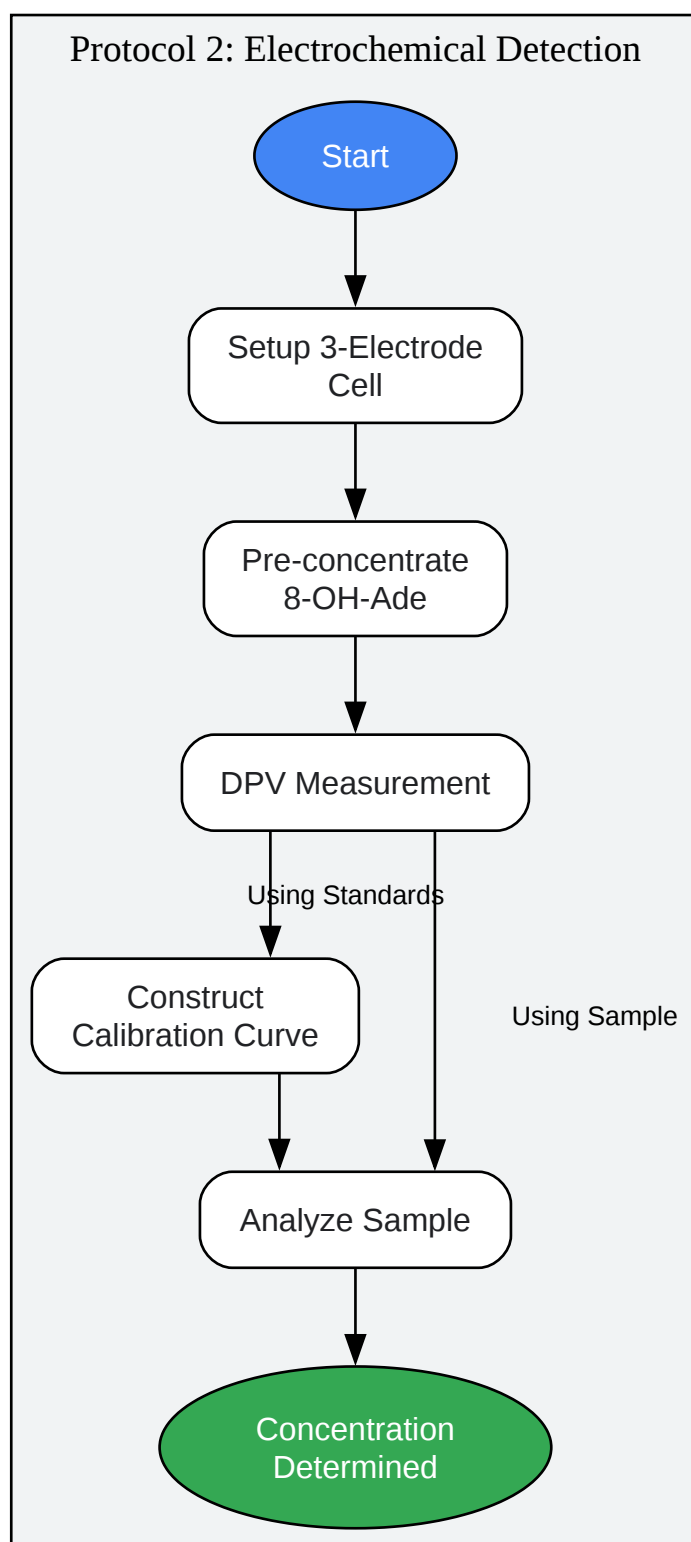 Protocol 2: Electrochemical Detection
Start
Setup 3-Electrode
Cell
Pre-concentrate
8-OH-Ade
DPV Measurement
Using Standards
Construct
Calibration Curve
Using Sample
Analyze Sample
Concentration
Determined